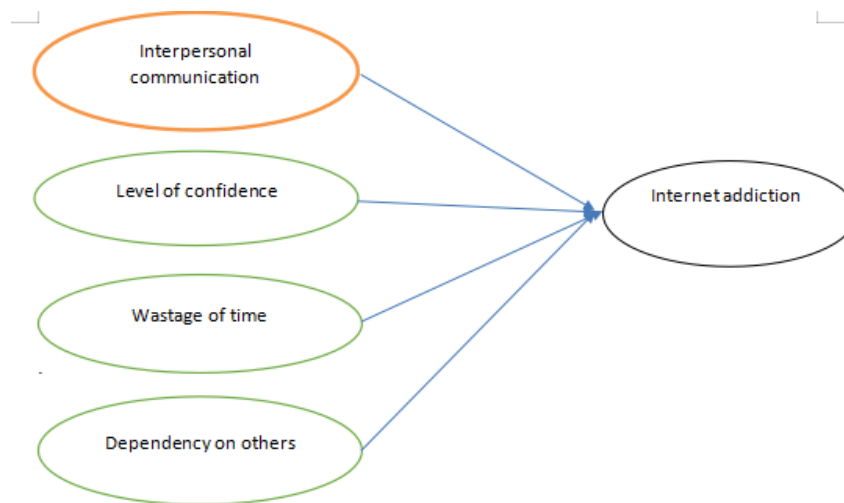 Interpersonal
communication
Level of confidence
Internet addiction
Wastage of time
Dependency on others